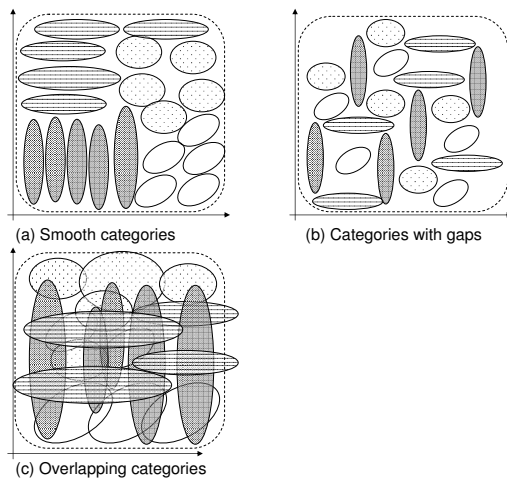 (a) Smooth categories
(b) Categories with gaps
(c) Overlapping categories